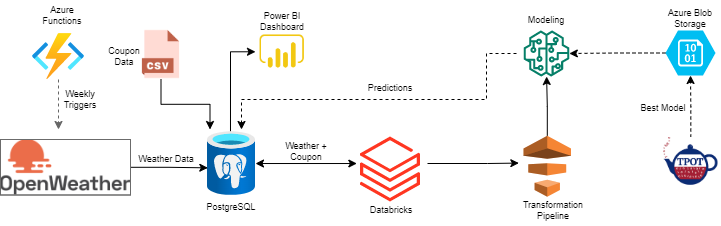 Azure
Functions
Coupon
Data
CSV
Power BI
Dashboard
Modeling
Azure Blob
Storage
10
01
Weekly
Triggers
Predictions
Best Model
TPOT
OpenWeather
Weather Data
PostgreSQL
Weather +
Coupon
Databricks
Transformation
Pipeline